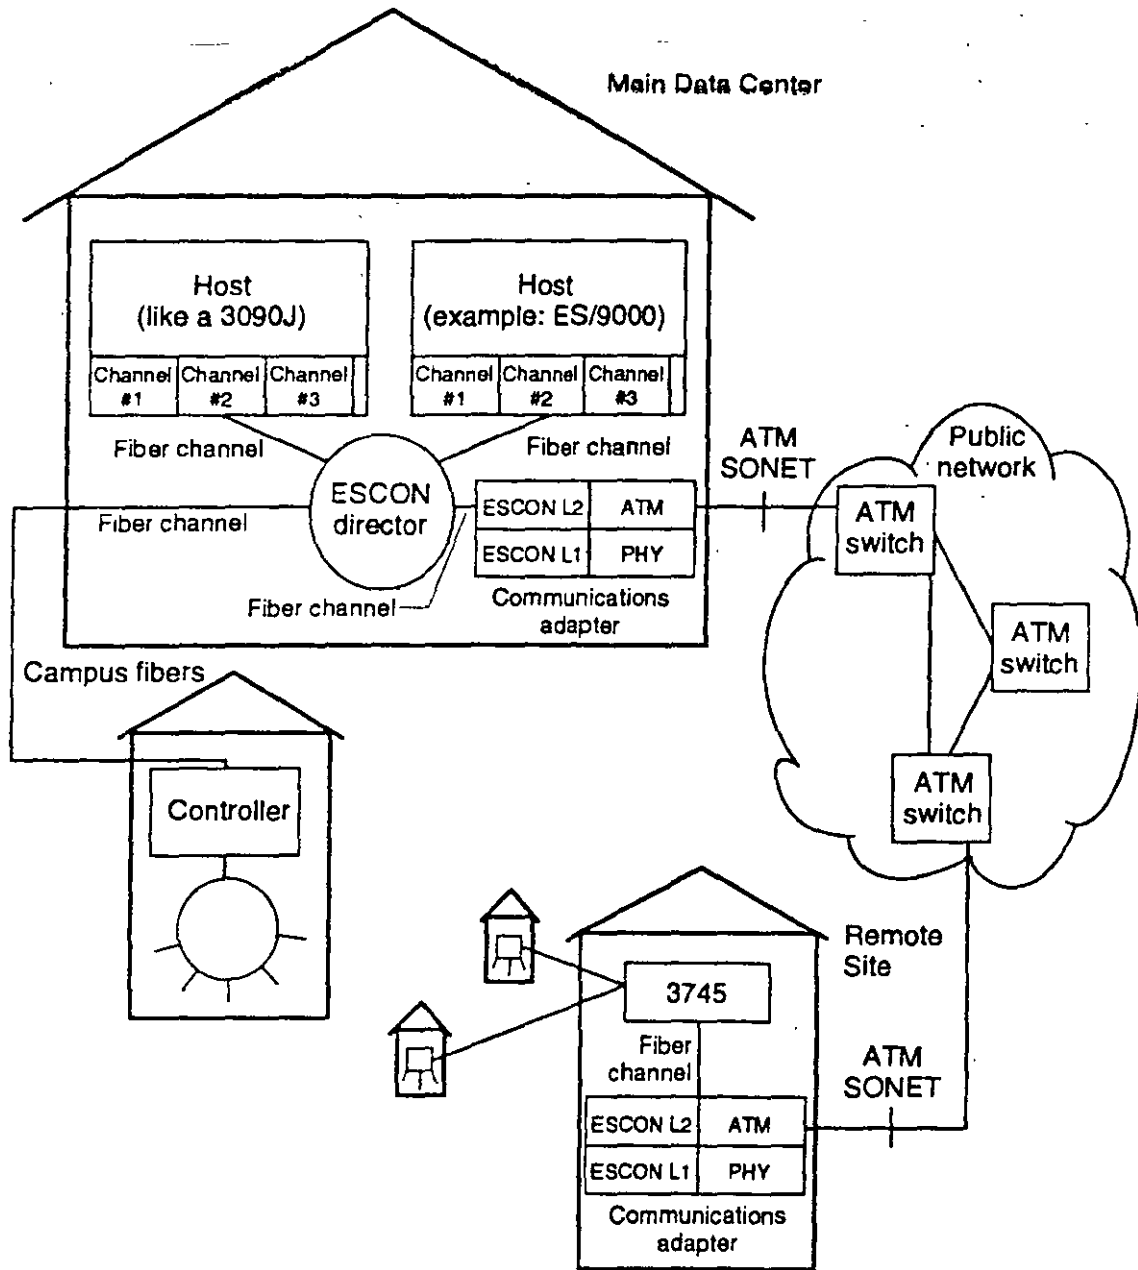 Main Data Center
Host
(like a 3090J)
Host
(example: ES/9000)
Channel
#1
Channel
#2
Channel
#3
Channel
#1
Channel
#2
Channel
#3
Fiber channel
Fiber channel
ATM
SONET
Public
network
Fiber channel
ESCON
director
ESCON L2
ATM
ESCON L1
PHY
Fiber channel
Communications
adapter
ATM
switch
ATM
switch
ATM
switch
Campus fibers
Controller
Remote
Site
3745
Fiber
channel
ATM
SONET
ESCON L2
ATM
ESCON L1
PHY
Communications
adapter